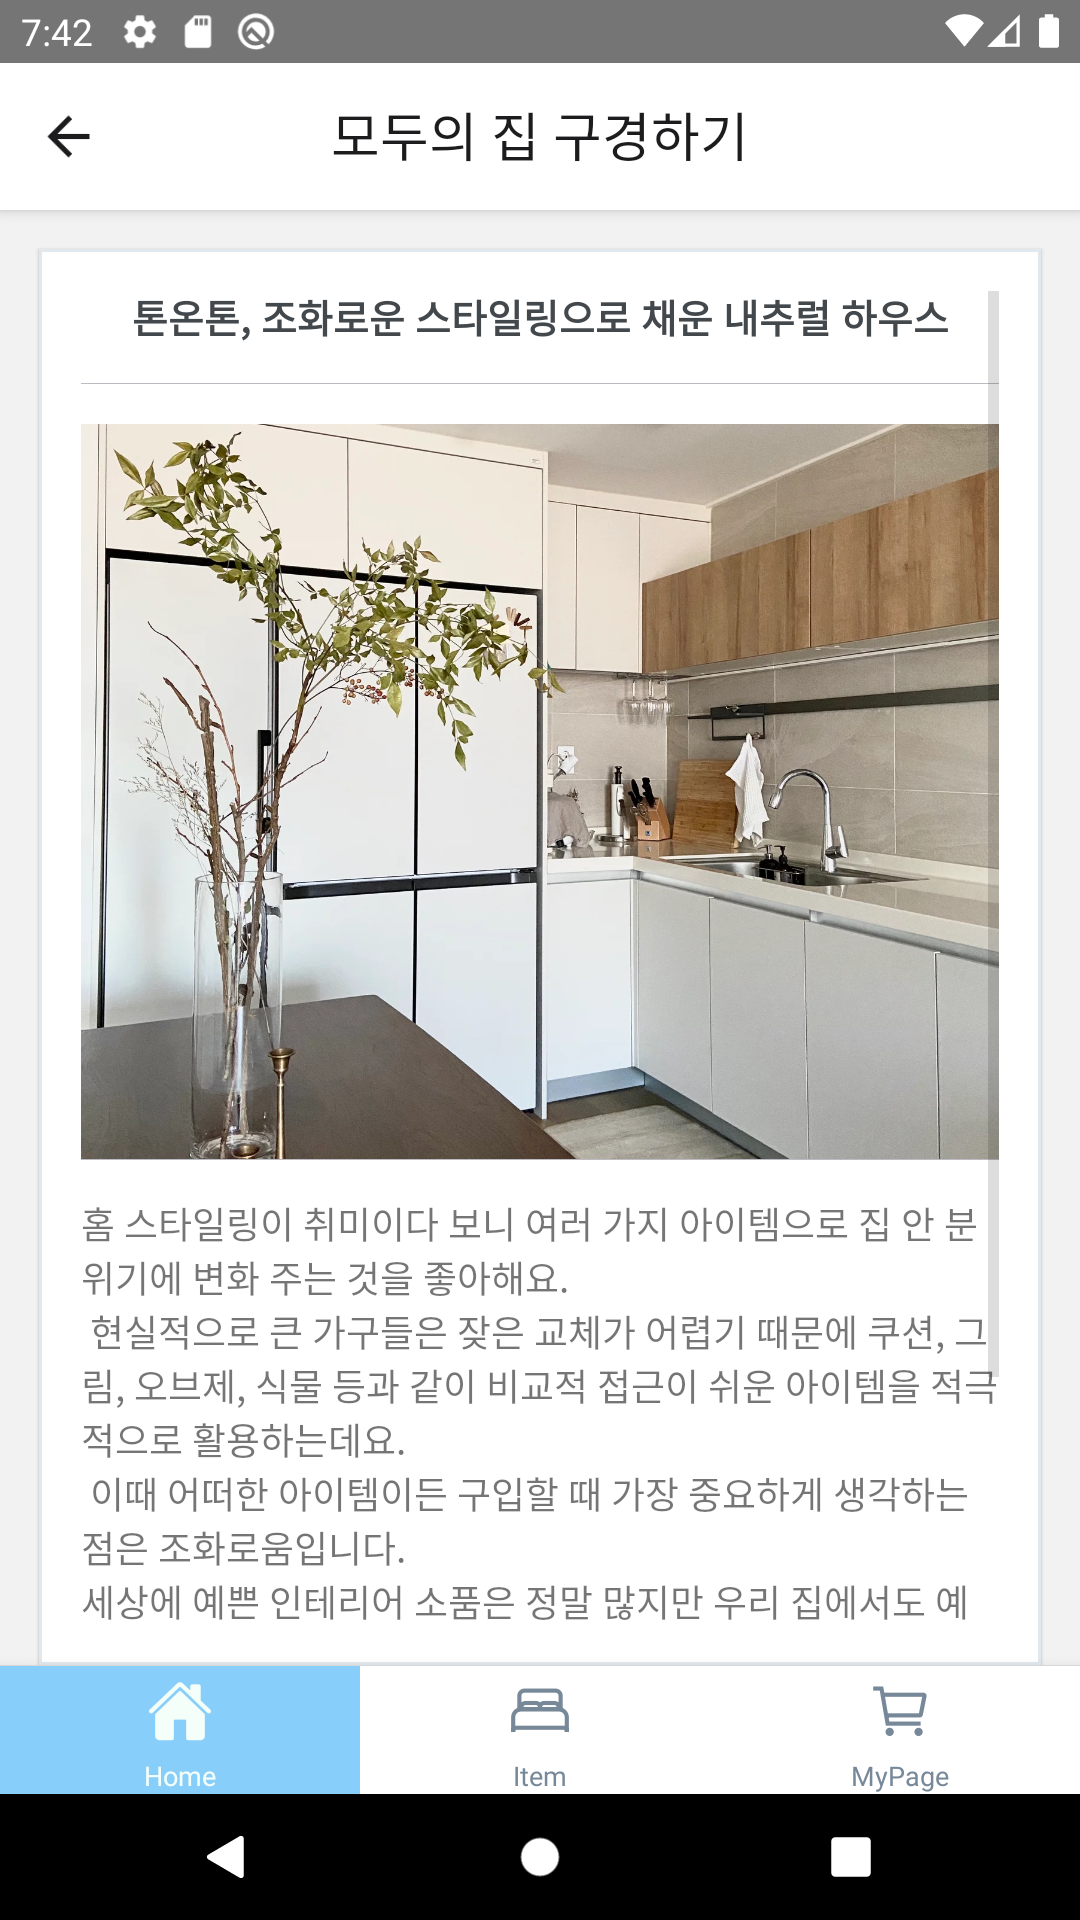 7:42
모두의 집 구경하기
톤온톤, 조화로운 스타일링으로 채운 내추럴 하우스
홈 스타일링이 취미이다 보니 여러 가지 아이템으로 집 안 분
위기에 변화 주는 것을 좋아해요.
현실적으로 큰 가구들은 잦은 교체가 어렵기 때문에 쿠션, 그
림, 오브제, 식물 등과 같이 비교적 접근이 쉬운 아이템을 적극
적으로 활용하는데요.
이때 어떠한 아이템이든 구입할 때 가장 중요하게 생각하는
점은 조화로움입니다.
세상에 예쁜 인테리어 소품은 정말 많지만 우리 집에서도 예
Home
Item
MyPage